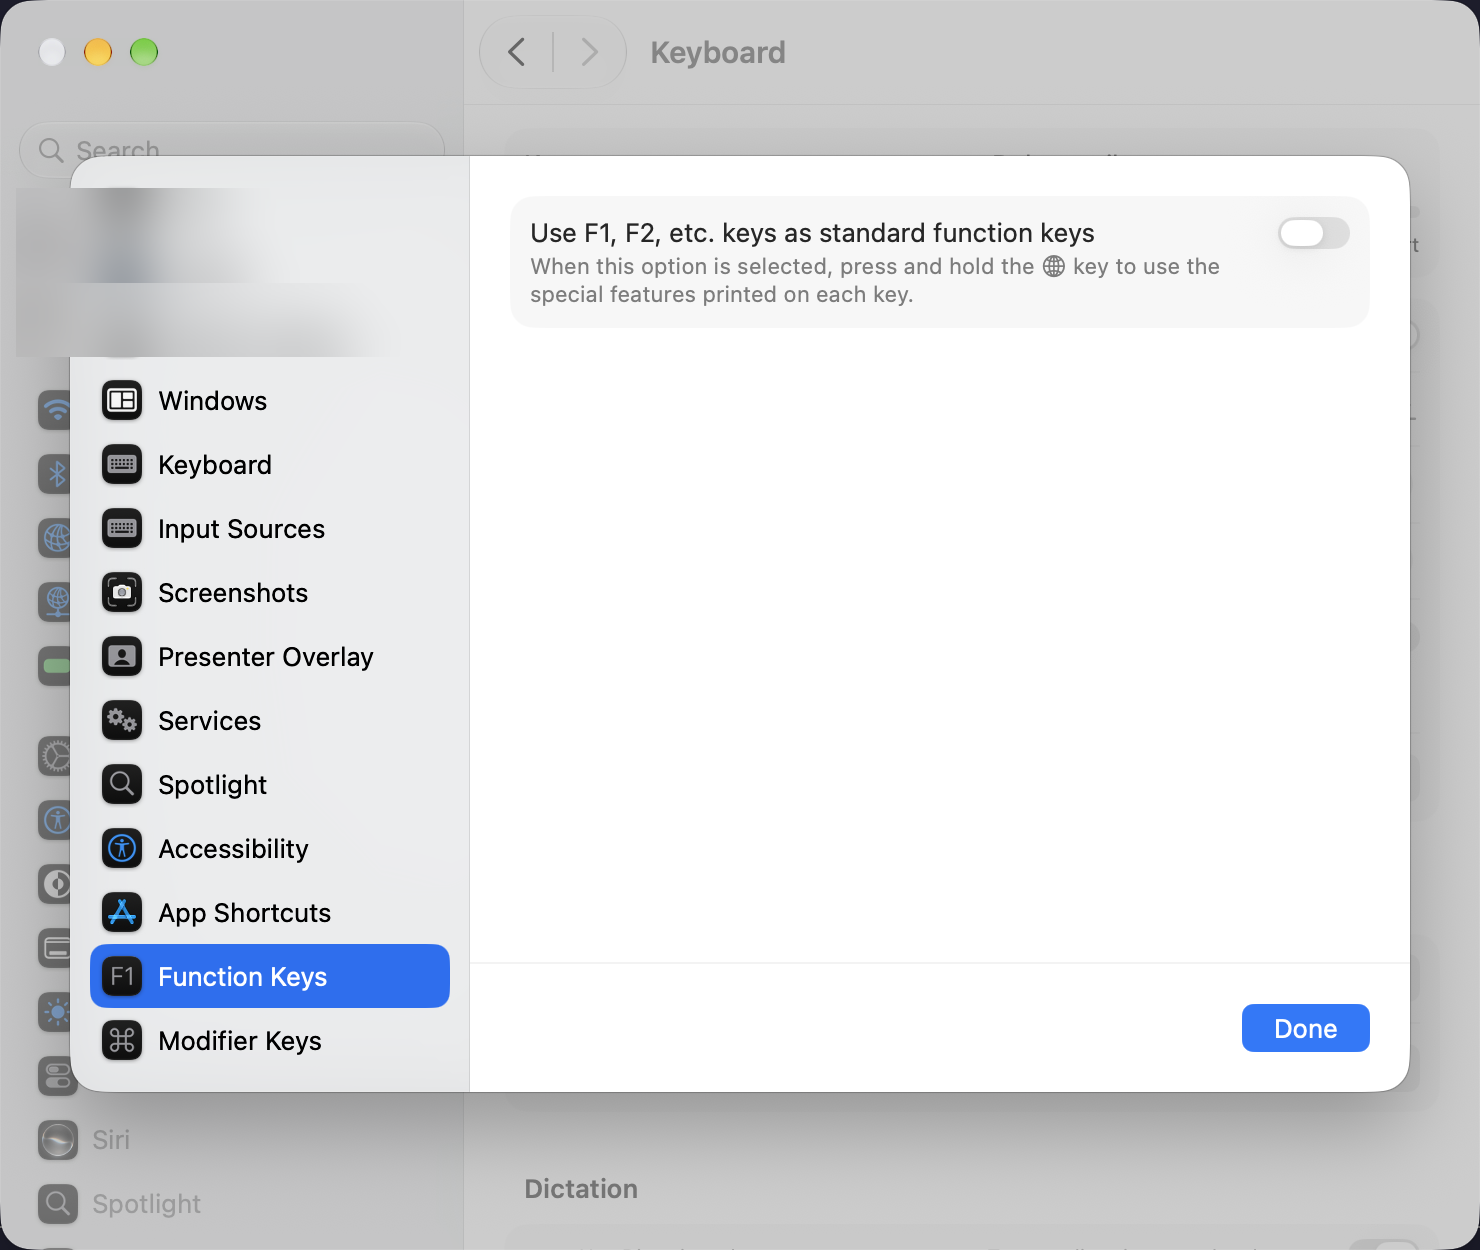 Keyboard
Search
Use F1, F2, etc. keys as standard function keys
When this option is selected, press and hold the key to use the
special features printed on each key.
Windows
Keyboard
Input Sources
Screenshots
Presenter Overlay
Services
Spotlight
Accessibility
App Shortcuts
F1 Function Keys
Modifier Keys
Done
Siri
Spotlight
Dictation